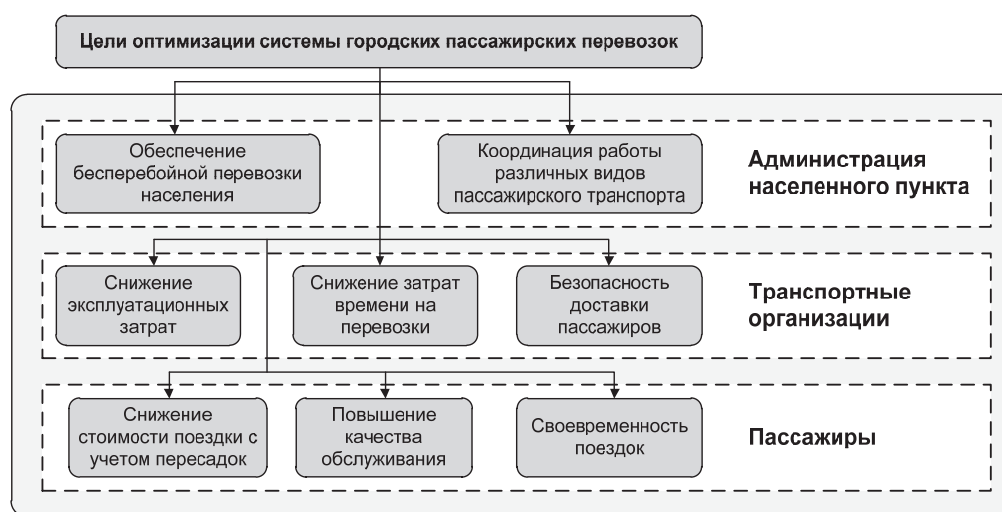 Цели оптимизации системы городских пассажирских перевозок
Обеспечение
бесперебойной перевозки
населения
Координация работы
различных видов
пассажирского транспорта
Администрация
населенного пункта
Снижение
эксплуатационных
затрат
Снижение затрат
времени на
перевозки
Безопасность
доставки
пассажиров
Транспортные
организации
Снижение
стоимости поездки с
учетом пересадок
Повышение
качества
обслуживания
Своевременность
поездок
Пассажиры